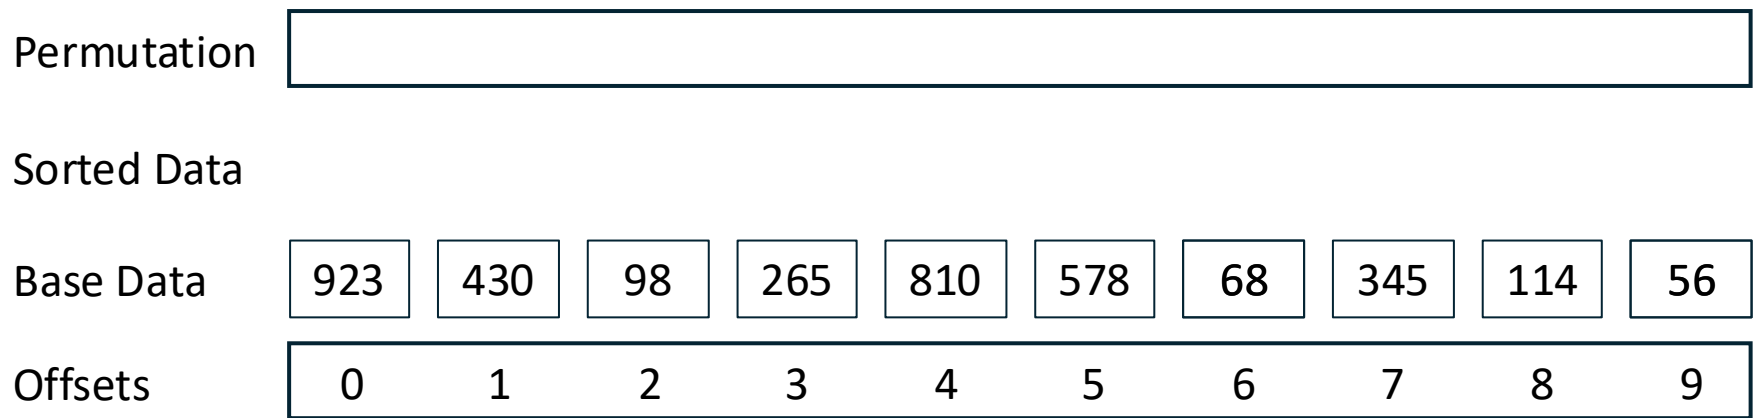 Permutation
Sorted Data
Base Data 923 430 98 265 810 578 68 345 114 56
Offsets 0 1 2 3 4 5 6 7 8 9